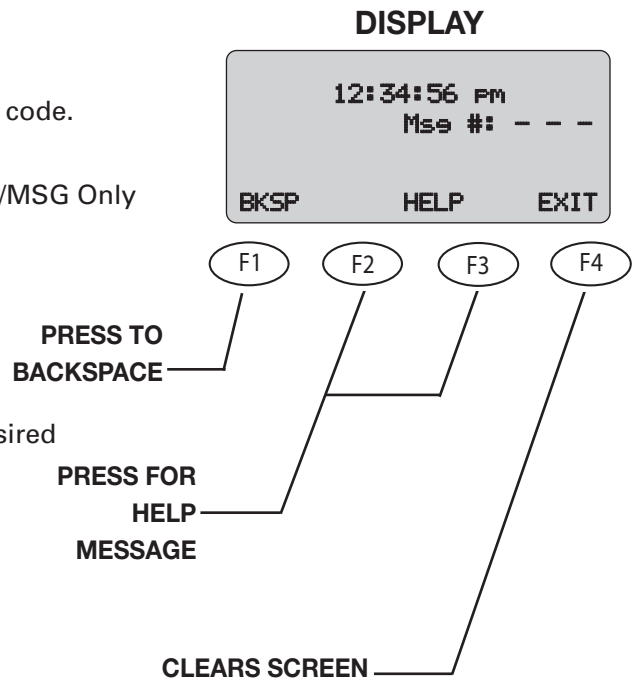 DISPLAY
12:34:56 PM
Msg #: - - -
code.
/MSG Only
BKSP HELP EXIT
F1 F2 F3 F4
PRESS TO
BACKSPACE
sired
PRESS FOR
HELP
MESSAGE
CLEARS SCREEN